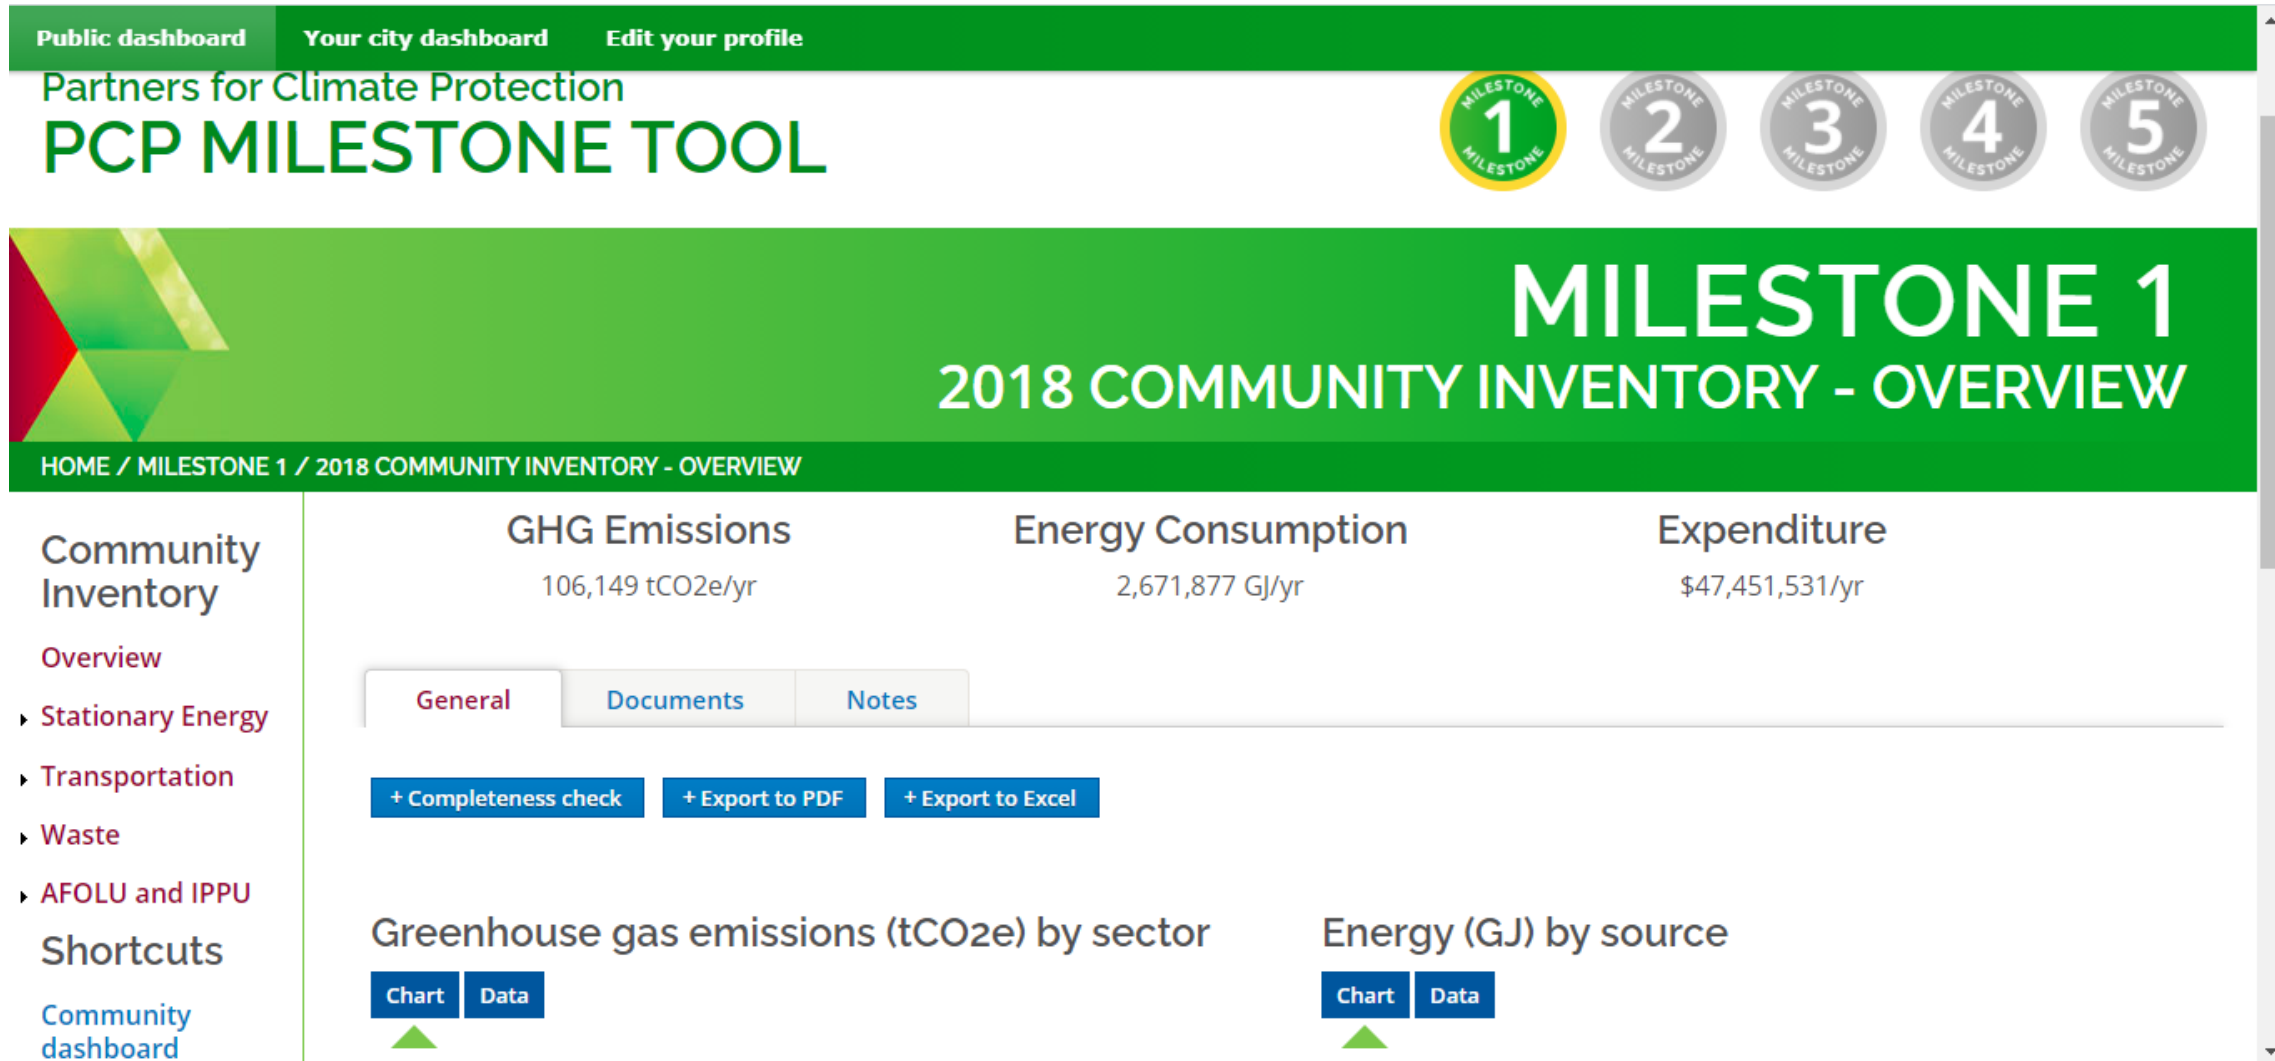 Public dashboard Your city dashboard Edit your profile
Partners for Climate Protection
PCP MILESTONE TOOL
MILESTONE 1 MILESTONE
MILESTONE 2 MILESTONE
MILESTONE 3 MILESTONE
MILESTONE 4 MILESTONE
MILESTONE 5 MILESTONE
MILESTONE 1
2018 COMMUNITY INVENTORY - OVERVIEW
HOME / MILESTONE 1 / 2018 COMMUNITY INVENTORY - OVERVIEW
Community
Inventory
Overview
Stationary Energy
Transportation
Waste
AFOLU and IPPU
Shortcuts
Community
dashboard
GHG Emissions Energy Consumption Expenditure
106,149 tCO2e/yr 2,671,877 GJ/yr $47,451,531/yr
General Documents Notes
+ Completeness check + Export to PDF + Export to Excel
Greenhouse gas emissions (tCO2e) by sector
Chart Data
Energy (GJ) by source
Chart Data